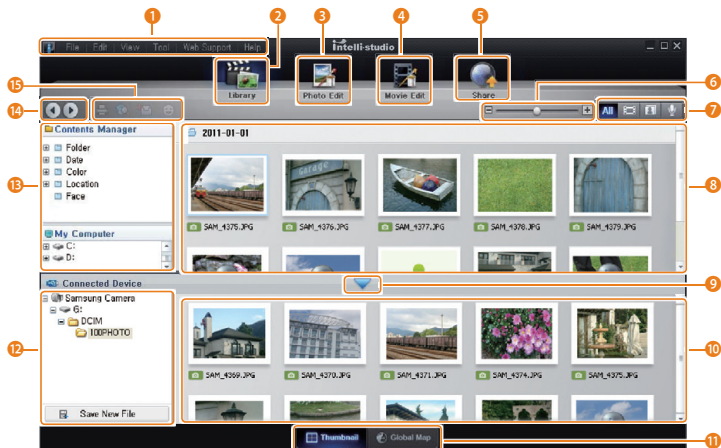 1 2 3 4 5
File Edit View Tool Web Support Help
intelli-studio
Library Photo Edit Movie Edit Share
15 6
14 All 7
Contents Manager
Folder
Date
Color
Location
Face
13
My Computer
C:
D:
2011-01-01
SAM_4375.JPG SAM_4376.JPG SAM_4377.JPG SAM_4378.JPG SAM_4379.JPG
8
Connected Device
9
Samsung Camera
G:
DCIM
100PHOTO
12
Save New File
SAM_4369.JPG SAM_4370.JPG SAM_4371.JPG SAM_4374.JPG SAM_4375.JPG
10
Thumbnail Global Map
11